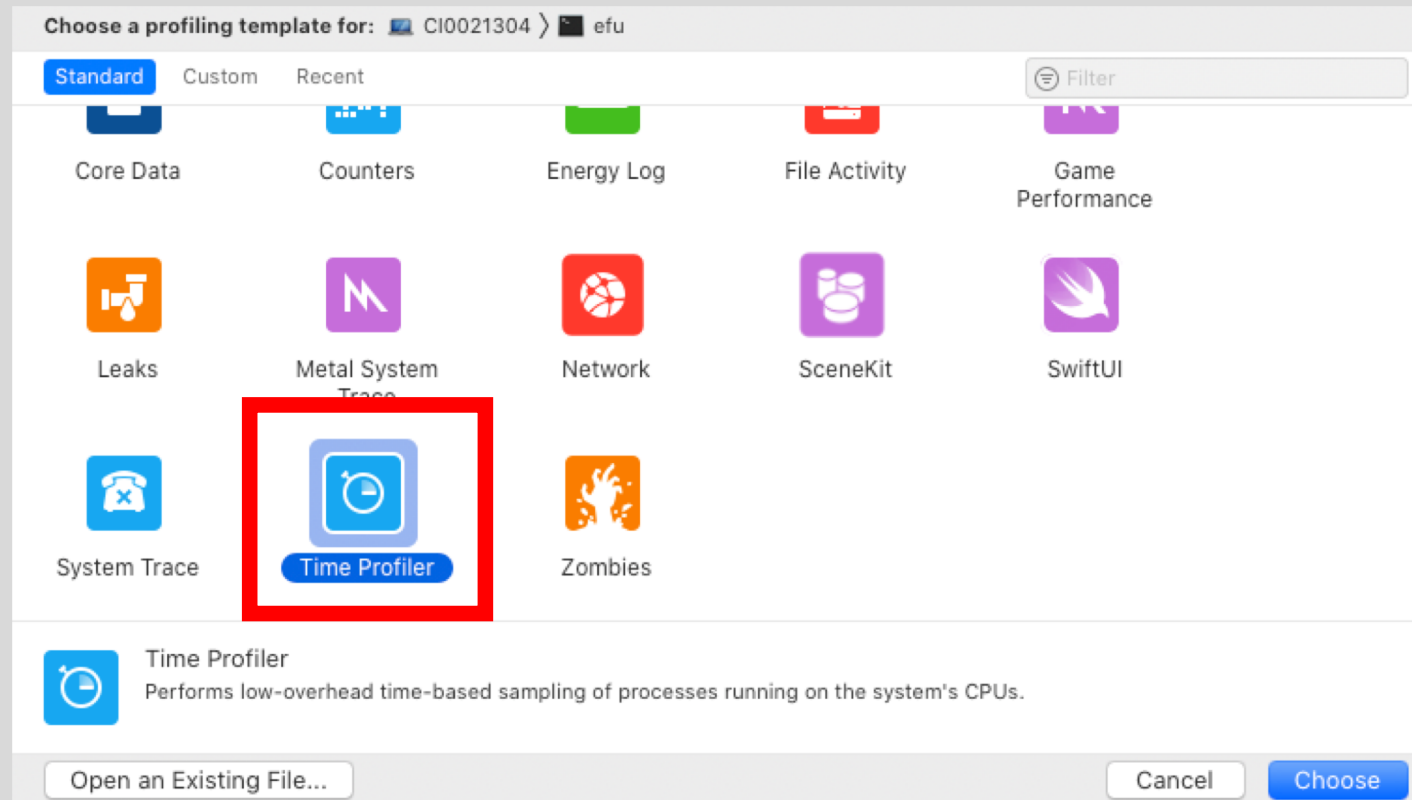 Choose a profiling template for: CI0021304 〉 efu
Standard Custom Recent Filter
Core Data Counters Energy Log File Activity Game
Performance
Leaks Metal System Network SceneKit SwiftUI
Trace
System Trace Time Profiler Zombies
Time Profiler
Performs low-overhead time-based sampling of processes running on the system's CPUs.
Open an Existing File... Cancel Choose